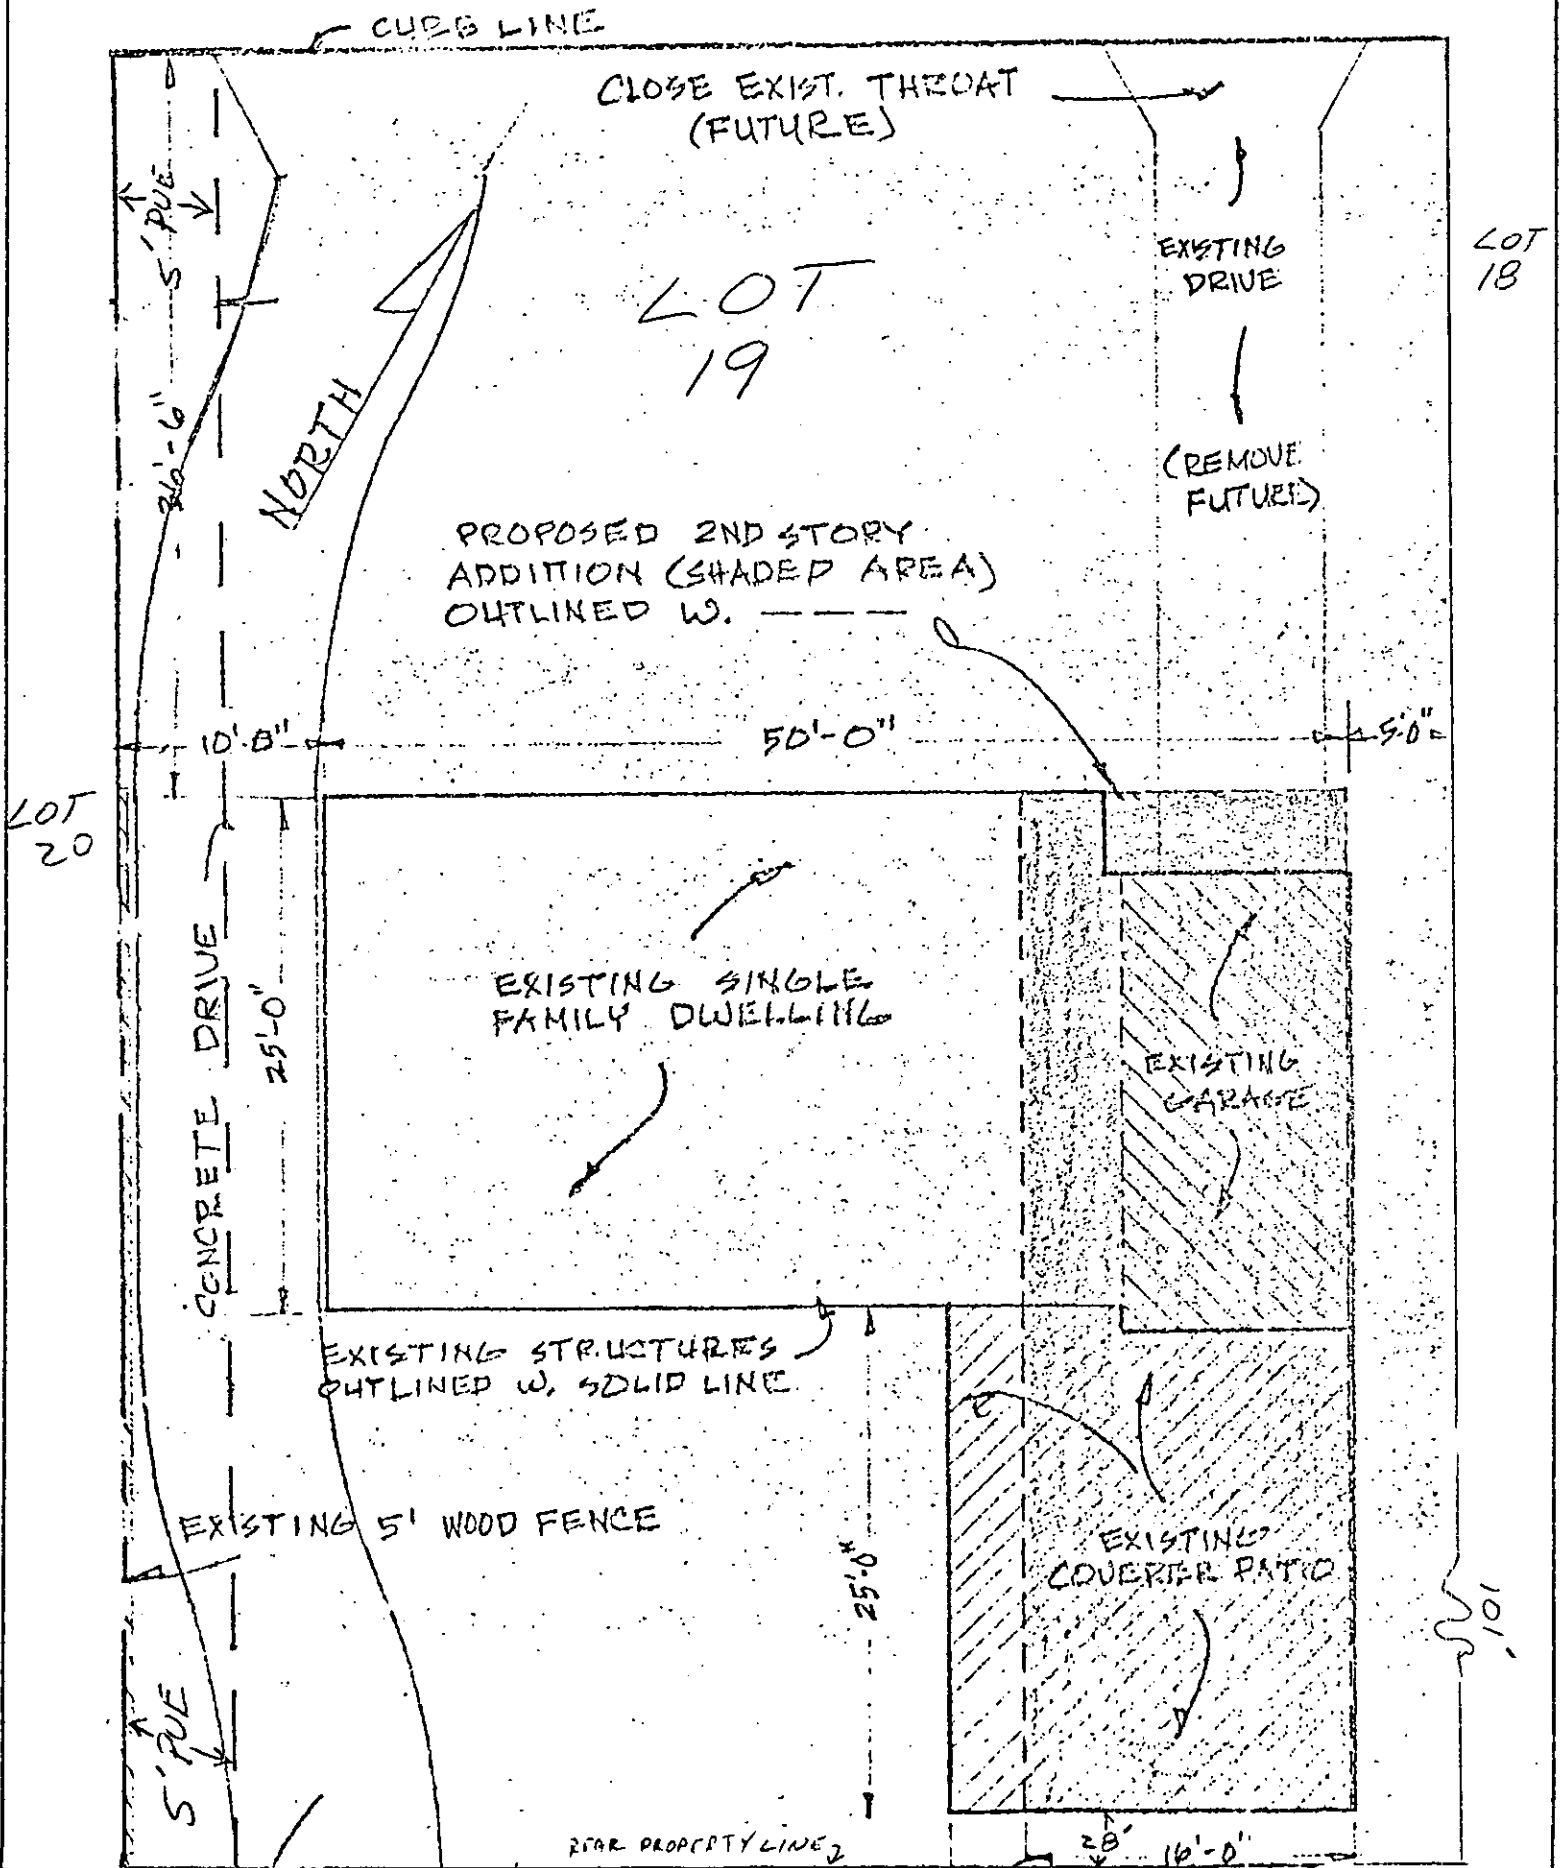 CURB LINE
CLOSE EXIST. THROAT
(FUTURE)
5' PUE
EXISTING
DRIVE
LOT
18
LOT
19
36'-6"
NORTH
(REMOVE
FUTURE)
PROPOSED 2ND STORY
ADDITION (SHADED AREA)
OUTLINED W. — — —
10'-0"
50'-0"
5'-0"
LOT
20
CONCRETE DRIVE
25'-0"
EXISTING SINGLE
FAMILY DWELLING
EXISTING
GARAGE
EXISTING STRUCTURES
OUTLINED W. SOLID LINE
EXISTING 5' WOOD FENCE
25'-0"
EXISTING
COVERED PATIO
101'
5' PUE
REAR PROPERTY LINE
28'
16'-0"